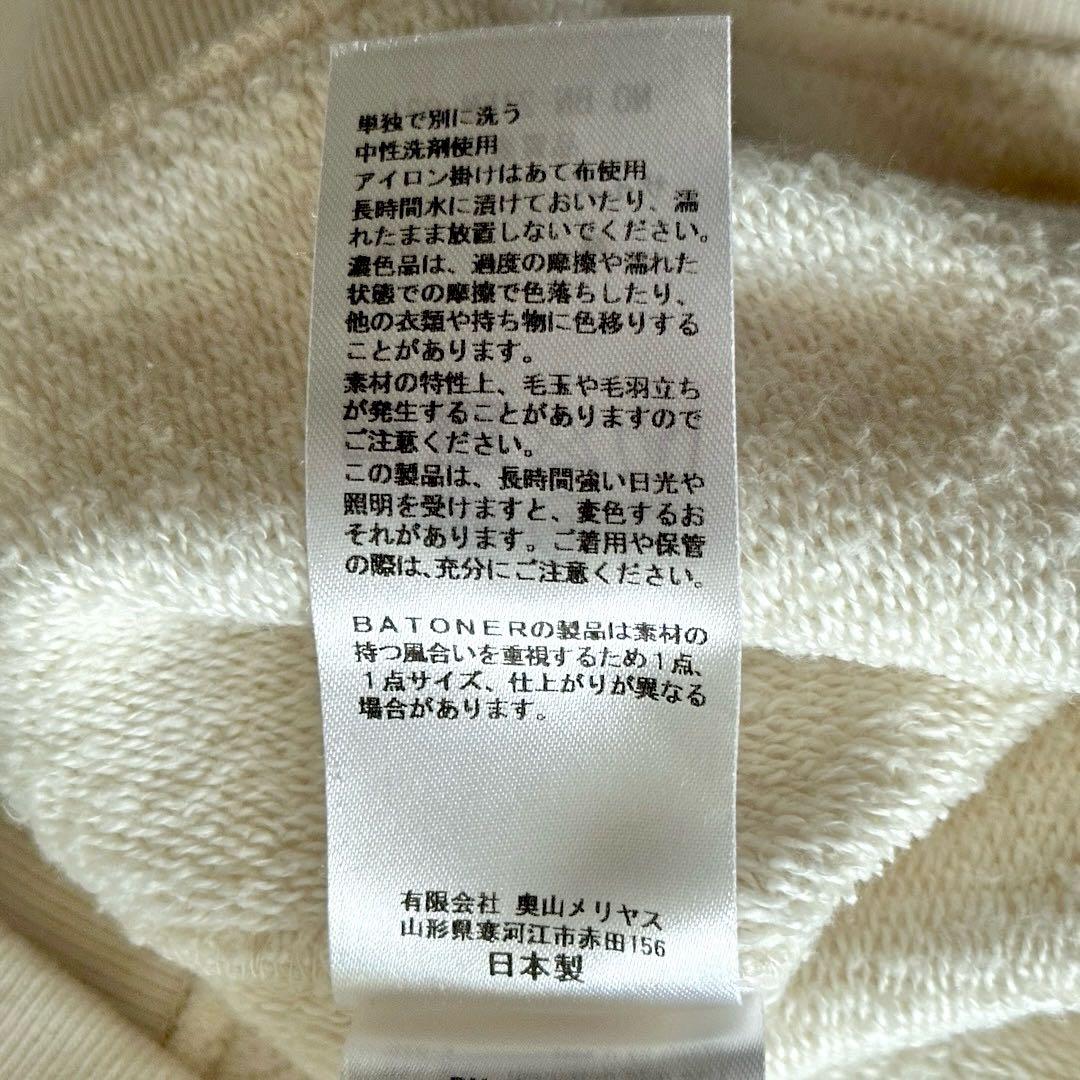 単独で別に洗う
中性洗剤使用
アイロン掛けはあて布使用
長時間水に漬けておいたり、濡
れたまま放置しないでください。
濃色品は、過度の摩擦や濡れた
状態での摩擦で色落ちしたり、
他の衣類や持ち物に色移りする
ことがあります。
素材の特性上、毛玉や毛羽立ち
が発生することがありますので
ご注意ください。
この製品は、長時間強い日光や
照明を受けますと、変色するお
それがあります。ご着用や保管
の際は、充分にご注意ください。
BATONERの製品は素材の
持つ風合いを重視するため1点、
1点サイズ、仕上がりが異なる
場合があります。
有限会社 奥山メリヤス
山形県寒河江市赤田156
日本製